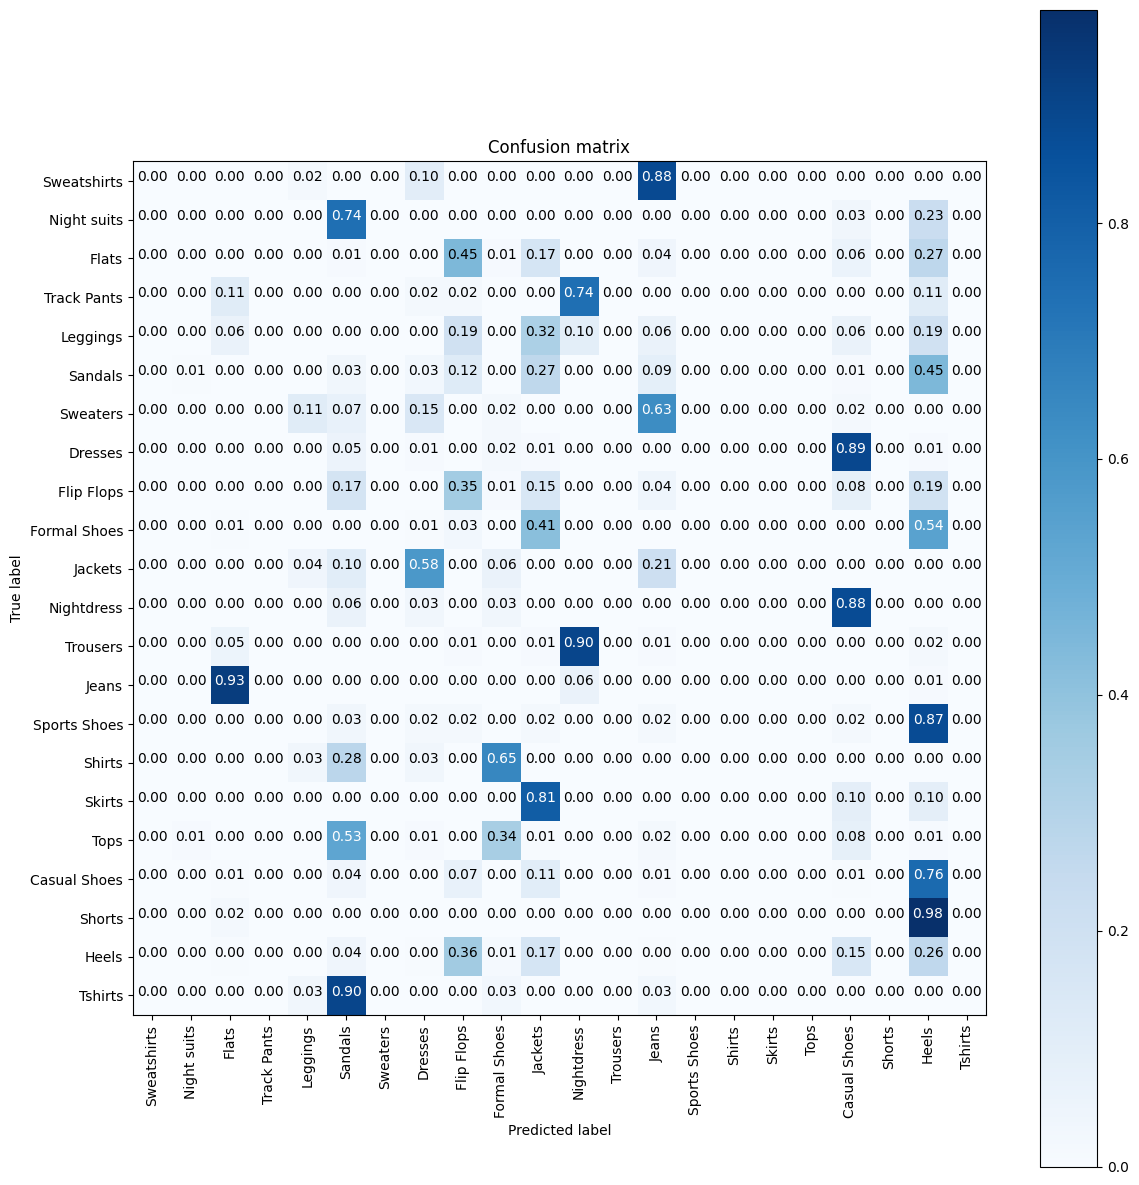 Confusion matrix
Sweatshirts 0.00 0.00 0.00 0.00 0.02 0.00 0.00 0.10 0.00 0.00 0.00 0.00 0.00 0.88 0.00 0.00 0.00 0.00 0.00 0.00 0.00 0.00
Night suits 0.00 0.00 0.00 0.00 0.00 0.74 0.00 0.00 0.00 0.00 0.00 0.00 0.00 0.00 0.00 0.00 0.00 0.00 0.03 0.00 0.23 0.00
Flats 0.00 0.00 0.00 0.00 0.00 0.01 0.00 0.00 0.45 0.01 0.17 0.00 0.00 0.04 0.00 0.00 0.00 0.00 0.06 0.00 0.27 0.00
Track Pants 0.00 0.00 0.11 0.00 0.00 0.00 0.00 0.02 0.02 0.00 0.00 0.74 0.00 0.00 0.00 0.00 0.00 0.00 0.00 0.00 0.11 0.00
Leggings 0.00 0.00 0.06 0.00 0.00 0.00 0.00 0.00 0.19 0.00 0.32 0.10 0.00 0.06 0.00 0.00 0.00 0.00 0.06 0.00 0.19 0.00
Sandals 0.00 0.01 0.00 0.00 0.00 0.03 0.00 0.03 0.12 0.00 0.27 0.00 0.00 0.09 0.00 0.00 0.00 0.00 0.01 0.00 0.45 0.00
Sweaters 0.00 0.00 0.00 0.00 0.11 0.07 0.00 0.15 0.00 0.02 0.00 0.00 0.00 0.63 0.00 0.00 0.00 0.00 0.02 0.00 0.00 0.00
Dresses 0.00 0.00 0.00 0.00 0.00 0.05 0.00 0.01 0.00 0.02 0.01 0.00 0.00 0.00 0.00 0.00 0.00 0.00 0.89 0.00 0.01 0.00
Flip Flops 0.00 0.00 0.00 0.00 0.00 0.17 0.00 0.00 0.35 0.01 0.15 0.00 0.00 0.04 0.00 0.00 0.00 0.00 0.08 0.00 0.19 0.00
Formal Shoes 0.00 0.00 0.01 0.00 0.00 0.00 0.00 0.01 0.03 0.00 0.41 0.00 0.00 0.00 0.00 0.00 0.00 0.00 0.00 0.00 0.54 0.00
Jackets 0.00 0.00 0.00 0.00 0.04 0.10 0.00 0.58 0.00 0.06 0.00 0.00 0.00 0.21 0.00 0.00 0.00 0.00 0.00 0.00 0.00 0.00
Nightdress 0.00 0.00 0.00 0.00 0.00 0.06 0.00 0.03 0.00 0.03 0.00 0.00 0.00 0.00 0.00 0.00 0.00 0.00 0.88 0.00 0.00 0.00
Trousers 0.00 0.00 0.05 0.00 0.00 0.00 0.00 0.00 0.01 0.00 0.01 0.90 0.00 0.01 0.00 0.00 0.00 0.00 0.00 0.00 0.02 0.00
Jeans 0.00 0.00 0.93 0.00 0.00 0.00 0.00 0.00 0.00 0.00 0.00 0.06 0.00 0.00 0.00 0.00 0.00 0.00 0.00 0.00 0.01 0.00
Sports Shoes 0.00 0.00 0.00 0.00 0.00 0.03 0.00 0.02 0.02 0.00 0.02 0.00 0.00 0.02 0.00 0.00 0.00 0.00 0.02 0.00 0.87 0.00
Shirts 0.00 0.00 0.00 0.00 0.03 0.28 0.00 0.03 0.00 0.65 0.00 0.00 0.00 0.00 0.00 0.00 0.00 0.00 0.00 0.00 0.00 0.00
Skirts 0.00 0.00 0.00 0.00 0.00 0.00 0.00 0.00 0.00 0.00 0.81 0.00 0.00 0.00 0.00 0.00 0.00 0.00 0.10 0.00 0.10 0.00
Tops 0.00 0.01 0.00 0.00 0.00 0.53 0.00 0.01 0.00 0.34 0.01 0.00 0.00 0.02 0.00 0.00 0.00 0.00 0.08 0.00 0.01 0.00
Casual Shoes 0.00 0.00 0.01 0.00 0.00 0.04 0.00 0.00 0.07 0.00 0.11 0.00 0.00 0.01 0.00 0.00 0.00 0.00 0.01 0.00 0.76 0.00
Shorts 0.00 0.00 0.02 0.00 0.00 0.00 0.00 0.00 0.00 0.00 0.00 0.00 0.00 0.00 0.00 0.00 0.00 0.00 0.00 0.00 0.98 0.00
Heels 0.00 0.00 0.00 0.00 0.00 0.04 0.00 0.00 0.36 0.01 0.17 0.00 0.00 0.00 0.00 0.00 0.00 0.00 0.15 0.00 0.26 0.00
Tshirts 0.00 0.00 0.00 0.00 0.03 0.90 0.00 0.00 0.00 0.03 0.00 0.00 0.00 0.03 0.00 0.00 0.00 0.00 0.00 0.00 0.00 0.00
True label
Sweatshirts
Night suits
Flats
Track Pants
Leggings
Sandals
Sweaters
Dresses
Flip Flops
Formal Shoes
Jackets
Nightdress
Trousers
Jeans
Sports Shoes
Shirts
Skirts
Tops
Casual Shoes
Shorts
Heels
Tshirts
Predicted label
0.8
0.6
0.4
0.2
0.0